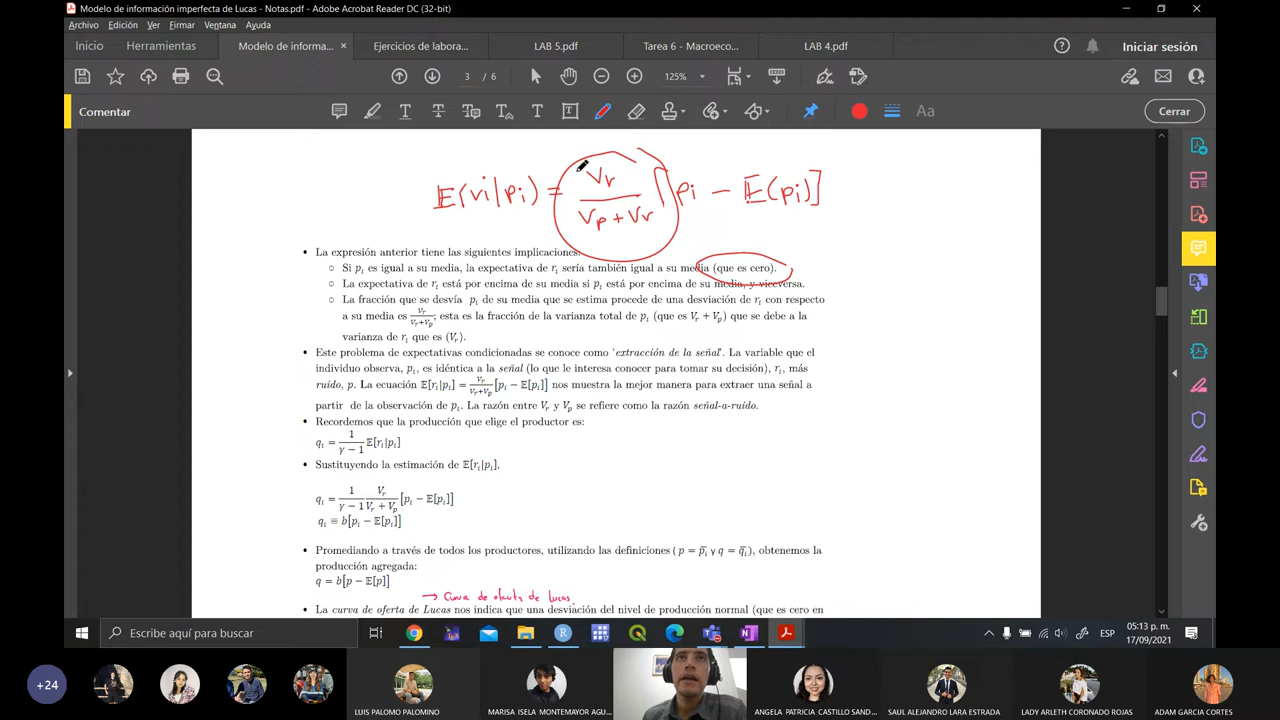 Modelo de información imperfecta de Lucas - Notas.pdf - Adobe Acrobat Reader DC (32-bit)
Archivo Edición Ver Firmar Ventana Ayuda
Inicio Herramientas Modelo de informa... × Ejercicios de labora... LAB 5.pdf Tarea 6 - Macroeco... LAB 4.pdf Iniciar sesión
3 / 6 125%
Comentar Aa Cerrar
E(ri|pi) = Vr / (Vp + Vr) [pi − E(pi)]
• La expresión anterior tiene las siguientes implicaciones:
○ Si pᵢ es igual a su media, la expectativa de rᵢ sería también igual a su media (que es cero).
○ La expectativa de rᵢ está por encima de su media si pᵢ está por encima de su media, y viceversa.
○ La fracción que se desvía pᵢ de su media que se estima procede de una desviación de rᵢ con respecto
a su media es Vr/(Vr+Vp); esta es la fracción de la varianza total de pᵢ (que es Vr + Vp) que se debe a la
varianza de rᵢ que es (Vr).
• Este problema de expectativas condicionadas se conoce como 'extracción de la señal'. La variable que el
individuo observa, pᵢ, es idéntica a la señal (lo que le interesa conocer para tomar su decisión), rᵢ, más
ruido, p. La ecuación 𝔼[rᵢ|pᵢ] = Vr/(Vr+Vp) [pᵢ − 𝔼[pᵢ]] nos muestra la mejor manera para extraer una señal a
partir de la observación de pᵢ. La razón entre Vr y Vp se refiere como la razón señal-a-ruido.
• Recordemos que la producción que elige el productor es:
qᵢ = 1/(γ − 1) 𝔼[rᵢ|pᵢ]
• Sustituyendo la estimación de 𝔼[rᵢ|pᵢ],
qᵢ = 1/(γ − 1) Vr/(Vr + Vp) [pᵢ − 𝔼[pᵢ]]
qᵢ ≡ b[pᵢ − 𝔼[pᵢ]]
• Promediando a través de todos los productores, utilizando las definiciones ( p = p̄ᵢ y q = q̄ᵢ), obtenemos la
producción agregada:
q = b[p − 𝔼[p]]
→ Curva de oferta de Lucas
• La curva de oferta de Lucas nos indica que una desviación del nivel de producción normal (que es cero en
Escribe aquí para buscar ESP 05:13 p. m.
17/09/2021
+24 LUIS PALOMO PALOMINO MARISA ISELA MONTEMAYOR AGU... ANGELA PATRICIA CASTILLO SAND... SAUL ALEJANDRO LARA ESTRADA LADY ARLETH CORONADO ROJAS ADAM GARCIA CORTES